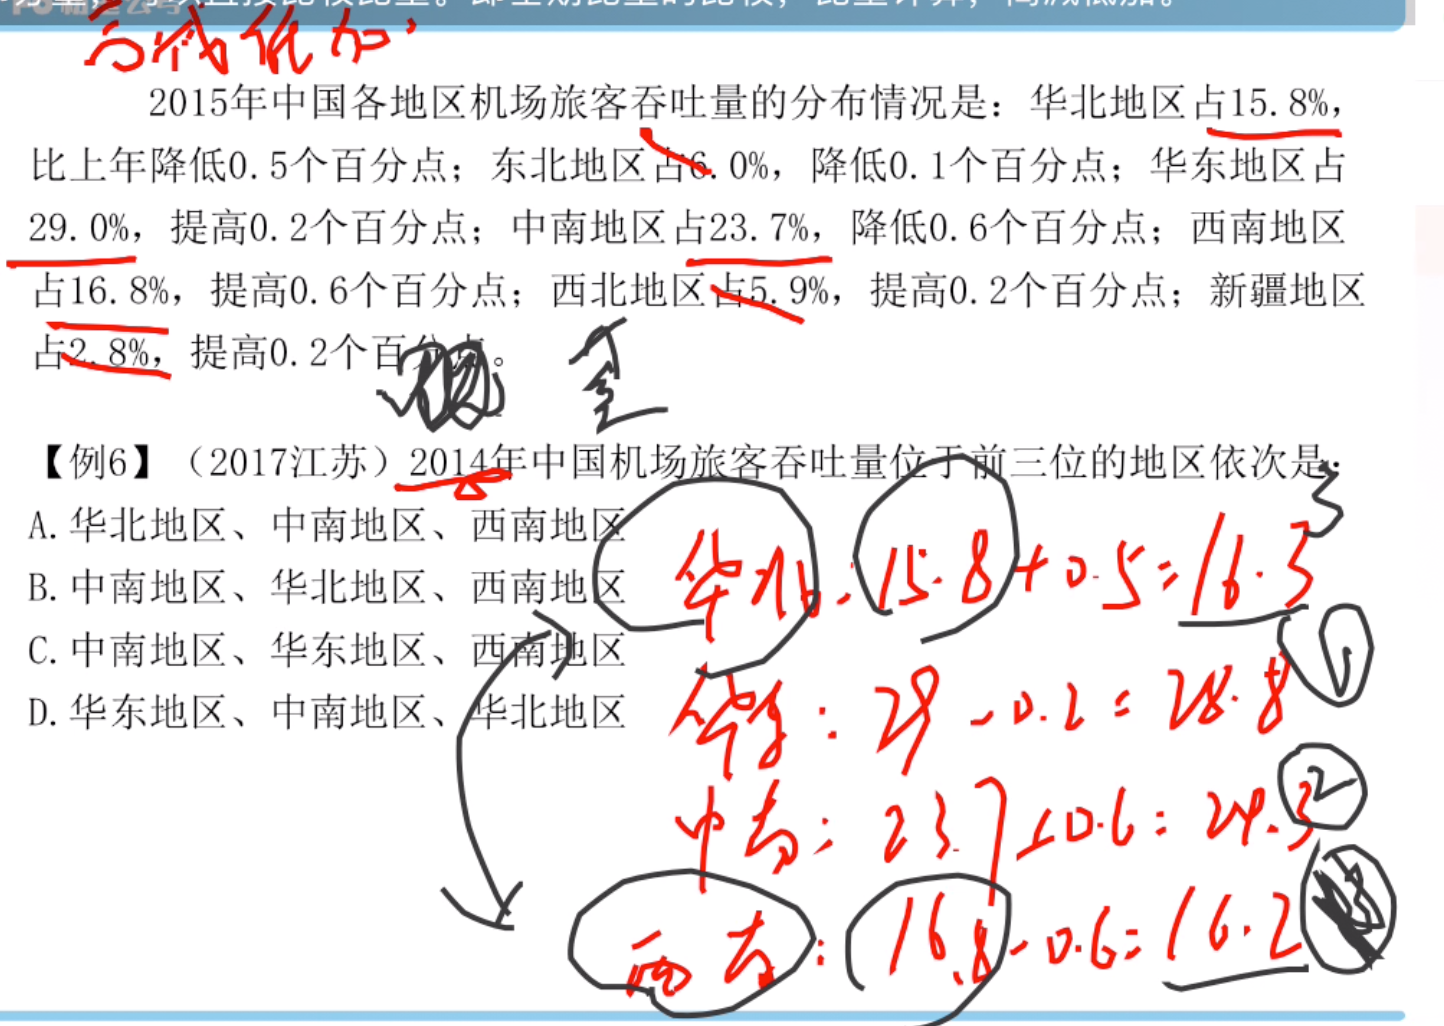 高减低加
2015年中国各地区机场旅客吞吐量的分布情况是：华北地区占15.8%，
比上年降低0.5个百分点；东北地区占6.0%，降低0.1个百分点；华东地区占
29.0%，提高0.2个百分点；中南地区占23.7%，降低0.6个百分点；西南地区
占16.8%，提高0.6个百分点；西北地区占5.9%，提高0.2个百分点；新疆地区
占2.8%，提高0.2个百分点。
【例6】（2017江苏）2014年中国机场旅客吞吐量位于前三位的地区依次是：
A.华北地区、中南地区、西南地区
B.中南地区、华北地区、西南地区
C.中南地区、华东地区、西南地区
D.华东地区、中南地区、华北地区
华北：15.8+0.5=16.3 3
华东：29-0.2=28.8 1
中南：23.7+0.6=24.3 2
西南：16.8-0.6=16.2